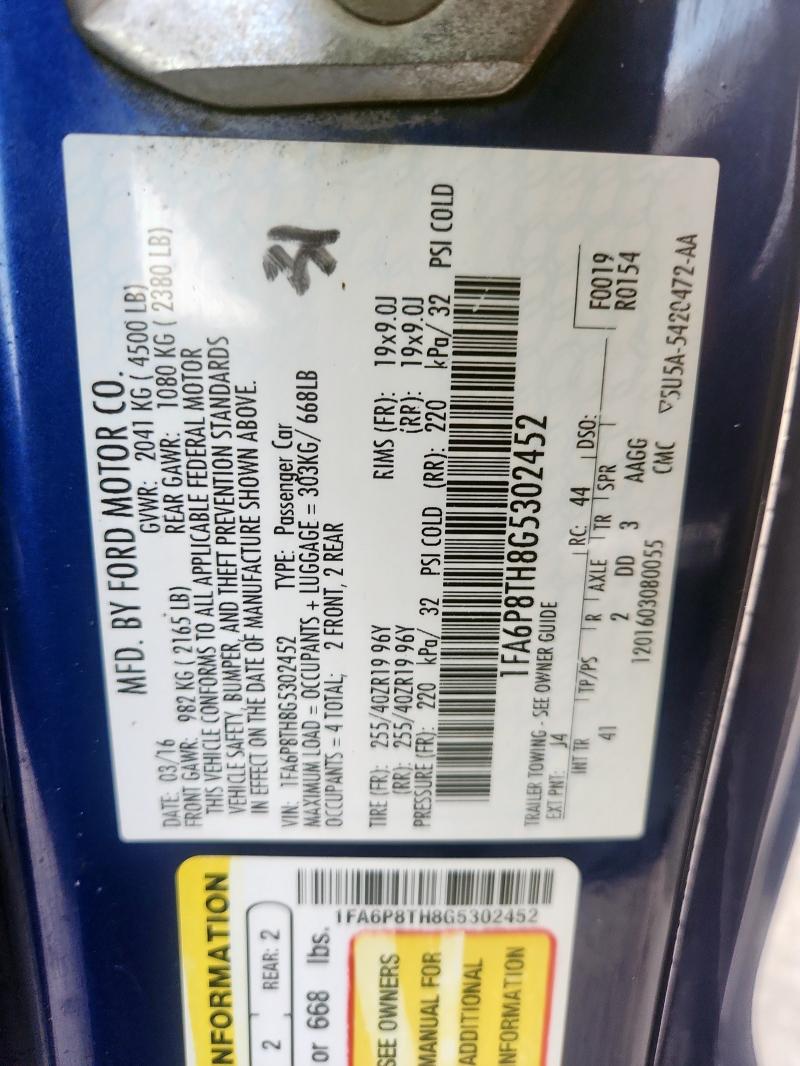 MFD. BY FORD MOTOR CO.
DATE: 03/16 GVWR: 2041 KG ( 4500 LB)
FRONT GAWR: 982 KG ( 2165 LB) REAR GAWR: 1080 KG ( 2380 LB)
THIS VEHICLE CONFORMS TO ALL APPLICABLE FEDERAL MOTOR
VEHICLE SAFETY, BUMPER, AND THEFT PREVENTION STANDARDS
IN EFFECT ON THE DATE OF MANUFACTURE SHOWN ABOVE.
31
VIN: 1FA6P8TH8G5302452 TYPE: Passenger Car
MAXIMUM LOAD = OCCUPANTS + LUGGAGE = 303KG/ 668LB
OCCUPANTS = 4 TOTAL; 2 FRONT, 2 REAR
TIRE (FR): 255/40ZR19 96Y RIMS (FR): 19x9.0J
(RR): 255/40ZR19 96Y (RR): 19x9.0J
PRESSURE (FR): 220 kPa/ 32 PSI COLD (RR): 220 kPa/ 32 PSI COLD
1FA6P8TH8G5302452
TRAILER TOWING - SEE OWNER GUIDE
EXT PNT: J4 RC: 44 DSO: F0019
R0154
INT TR TP/PS R AXLE TR SPR
41 2 DD 3 AAGG
1201603080055 CMC 5U5A-5420472-AA
NFORMATION
2 REAR: 2
or 668 lbs.
1FA6P8TH8G5302452
SEE OWNERS
MANUAL FOR
ADDITIONAL
NFORMATION